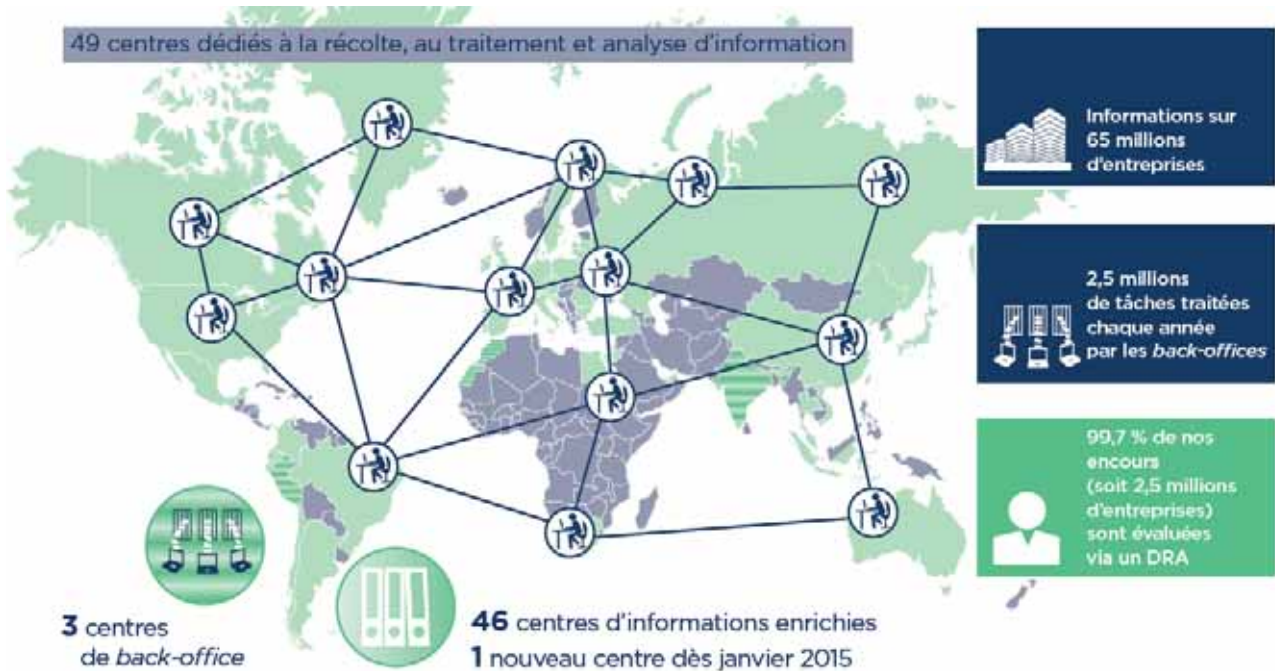 49 centres dédiés à la récolte, au traitement et analyse d'information
Informations sur
65 millions
d'entreprises
2,5 millions
de tâches traitées
chaque année
par les back-offices
99,7 % de nos
encours
(soit 2,5 millions
d'entreprises)
sont évaluées
via un DRA
3 centres
de back-office
46 centres d'informations enrichies
1 nouveau centre dès janvier 2015